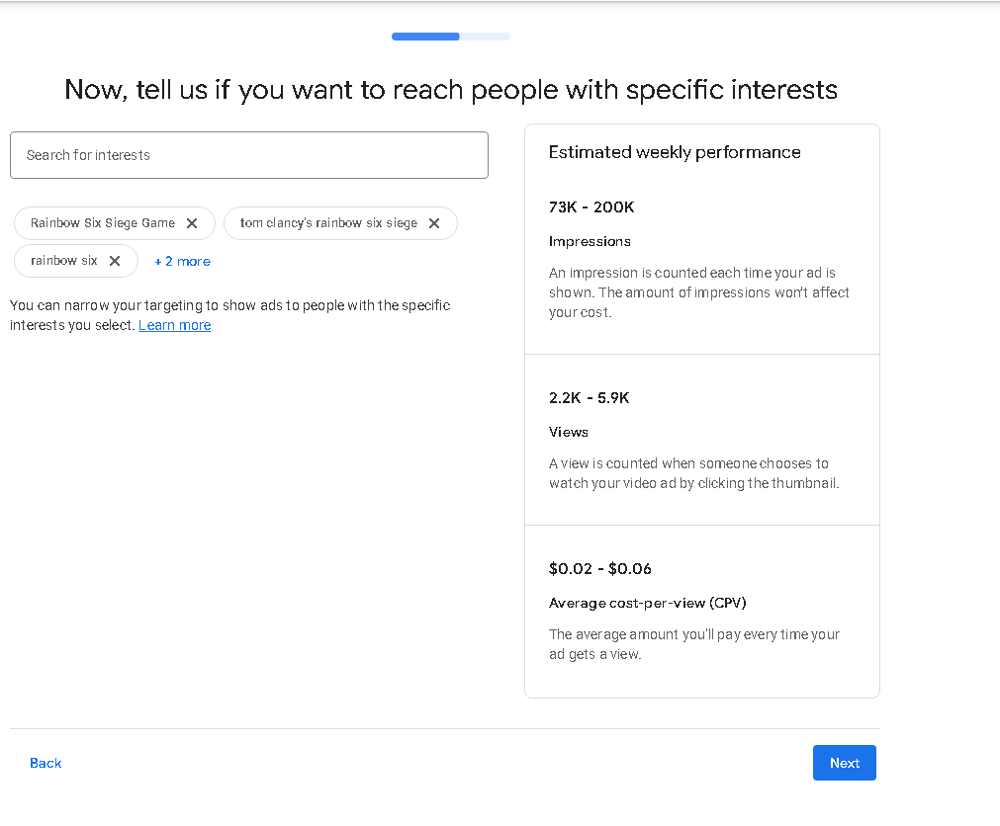 Now, tell us if you want to reach people with specific interests
Search for interests
Rainbow Six Siege Game
tom clancy's rainbow six siege
rainbow six
+ 2 more
You can narrow your targeting to show ads to people with the specific
interests you select. Learn more
Estimated weekly performance
73K - 200K
Impressions
An impression is counted each time your ad is
shown. The amount of impressions won't affect
your cost.
2.2K - 5.9K
Views
A view is counted when someone chooses to
watch your video ad by clicking the thumbnail.
$0.02 - $0.06
Average cost-per-view (CPV)
The average amount you'll pay every time your
ad gets a view.
Back
Next